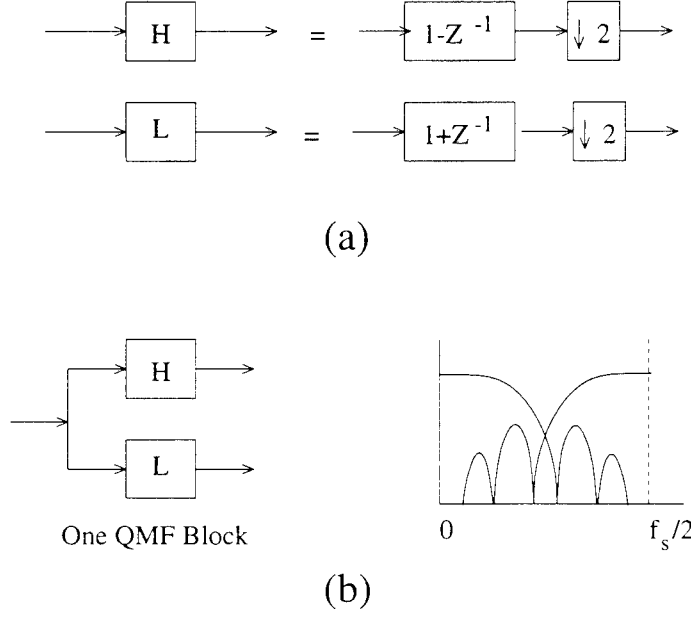 H = 1-Z^-1 ↓ 2
L = 1+Z^-1 ↓ 2
(a)
H
L
One QMF Block
0 f_s/2
(b)